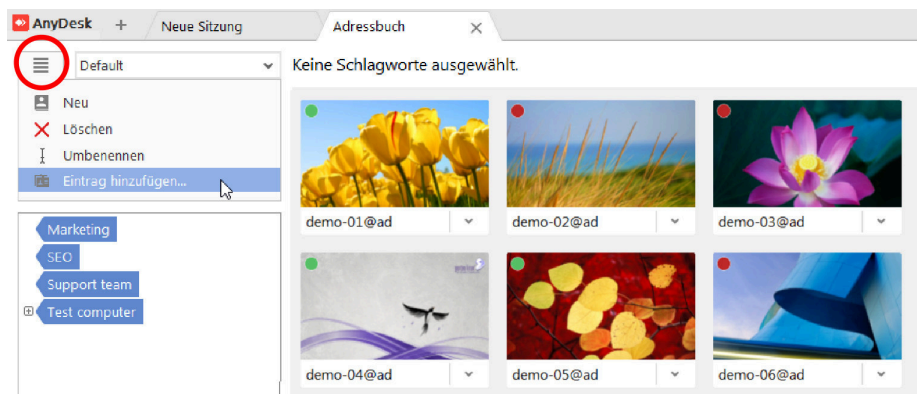 AnyDesk + Neue Sitzung Adressbuch
Default
Keine Schlagworte ausgewählt.
Neu
Löschen
Umbenennen
Eintrag hinzufügen...
Marketing
SEO
Support team
Test computer
demo-01@ad
demo-02@ad
demo-03@ad
demo-04@ad
demo-05@ad
demo-06@ad